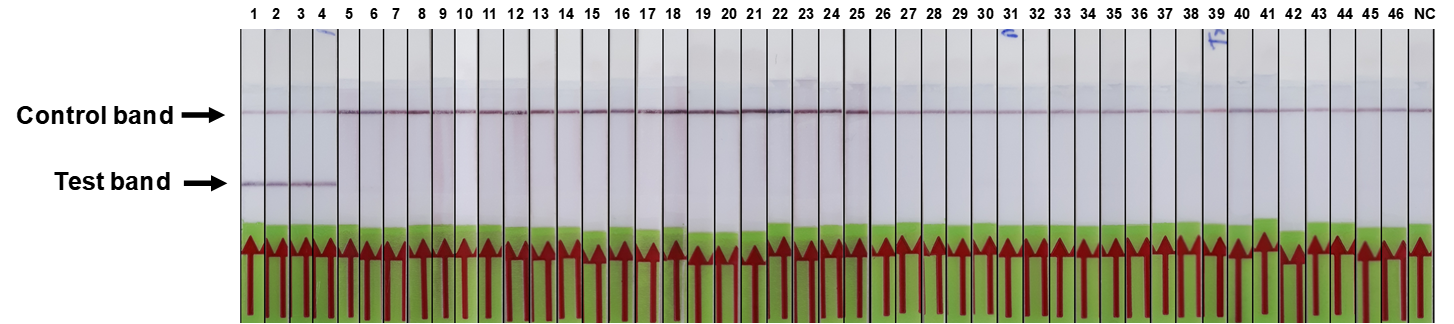 1 2 3 4 5 6 7 8 9 10 11 12 13 14 15 16 17 18 19 20 21 22 23 24 25 26 27 28 29 30 31 32 33 34 35 36 37 38 39 40 41 42 43 44 45 46 NC
Control band
Test band